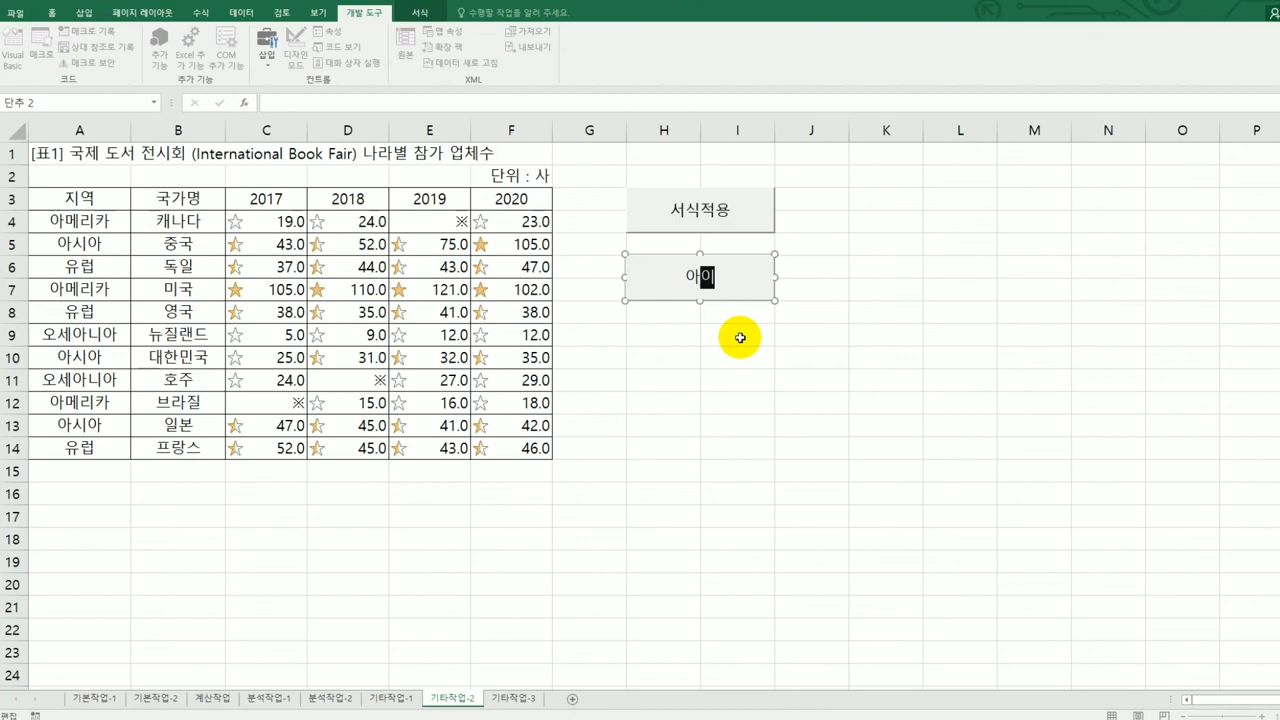 파일 홈 삽입 페이지 레이아웃 수식 데이터 검토 보기 개발 도구 서식 수행할 작업을 입력하세요.
Visual Basic 매크로 매크로 기록 상대 참조로 기록 매크로 보안 추가 기능 Excel 추가 기능 COM 추가 기능 삽입 디자인 모드 속성 코드 보기 대화 상자 실행 원본 맵 속성 확장 팩 데이터 새로 고침 가져오기 내보내기
코드 추가 기능 컨트롤 XML
단추 2 fx
A B C D E F G H I J K L M N O P
1 [표1] 국제 도서 전시회 (International Book Fair) 나라별 참가 업체수
2 단위 : 사
3 지역 국가명 2017 2018 2019 2020 서식적용
4 아메리카 캐나다 19.0 24.0 ※ 23.0
5 아시아 중국 43.0 52.0 75.0 105.0
6 유럽 독일 37.0 44.0 43.0 47.0 아이
7 아메리카 미국 105.0 110.0 121.0 102.0
8 유럽 영국 38.0 35.0 41.0 38.0
9 오세아니아 뉴질랜드 5.0 9.0 12.0 12.0
10 아시아 대한민국 25.0 31.0 32.0 35.0
11 오세아니아 호주 24.0 ※ 27.0 29.0
12 아메리카 브라질 ※ 15.0 16.0 18.0
13 아시아 일본 47.0 45.0 41.0 42.0
14 유럽 프랑스 52.0 45.0 43.0 46.0
15
16
17
18
19
20
21
22
23
24
기본작업-1 기본작업-2 계산작업 분석작업-1 분석작업-2 기타작업-1 기타작업-2 기타작업-3
편집